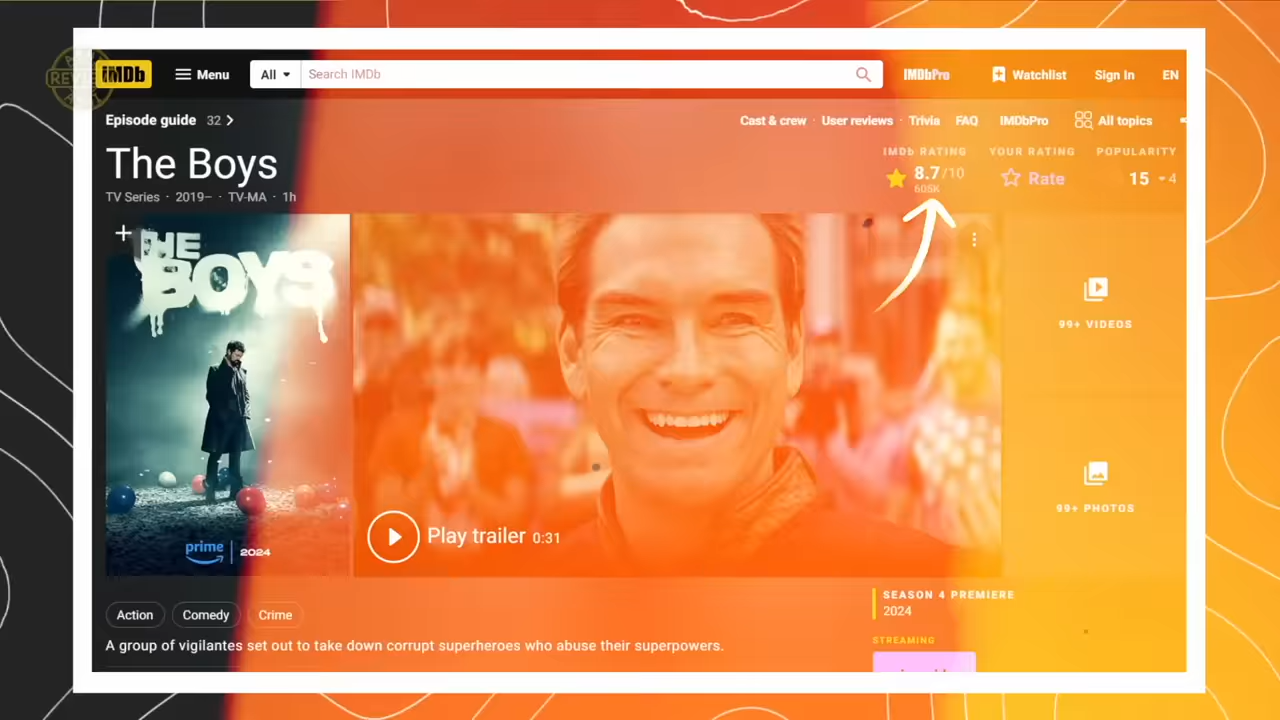 IMDb Menu All Search IMDb IMDbPro Watchlist Sign In EN
Episode guide 32 Cast & crew · User reviews · Trivia FAQ IMDbPro All topics
The Boys
TV Series · 2019– · TV-MA · 1h
IMDb RATING YOUR RATING POPULARITY
8.7/10 Rate 15 4
605K
THE
BOYS
prime 2024
Play trailer 0:31
99+ VIDEOS
99+ PHOTOS
Action Comedy Crime
A group of vigilantes set out to take down corrupt superheroes who abuse their superpowers.
SEASON 4 PREMIERE
2024
STREAMING